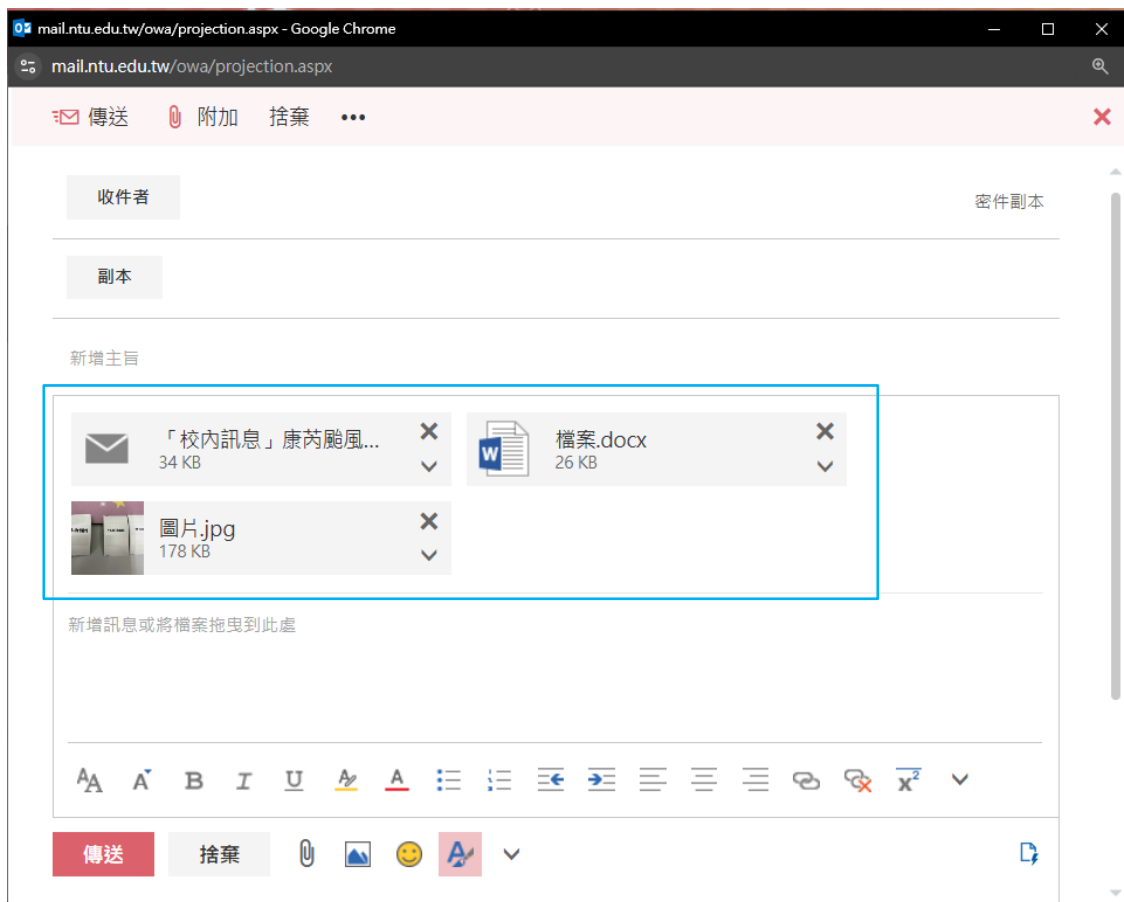 mail.ntu.edu.tw/owa/projection.aspx - Google Chrome
mail.ntu.edu.tw/owa/projection.aspx
傳送 附加 捨棄 •••
收件者
密件副本
副本
新增主旨
「校內訊息」康芮颱風...
34 KB
檔案.docx
26 KB
圖片.jpg
178 KB
新增訊息或將檔案拖曳到此處
傳送 捨棄